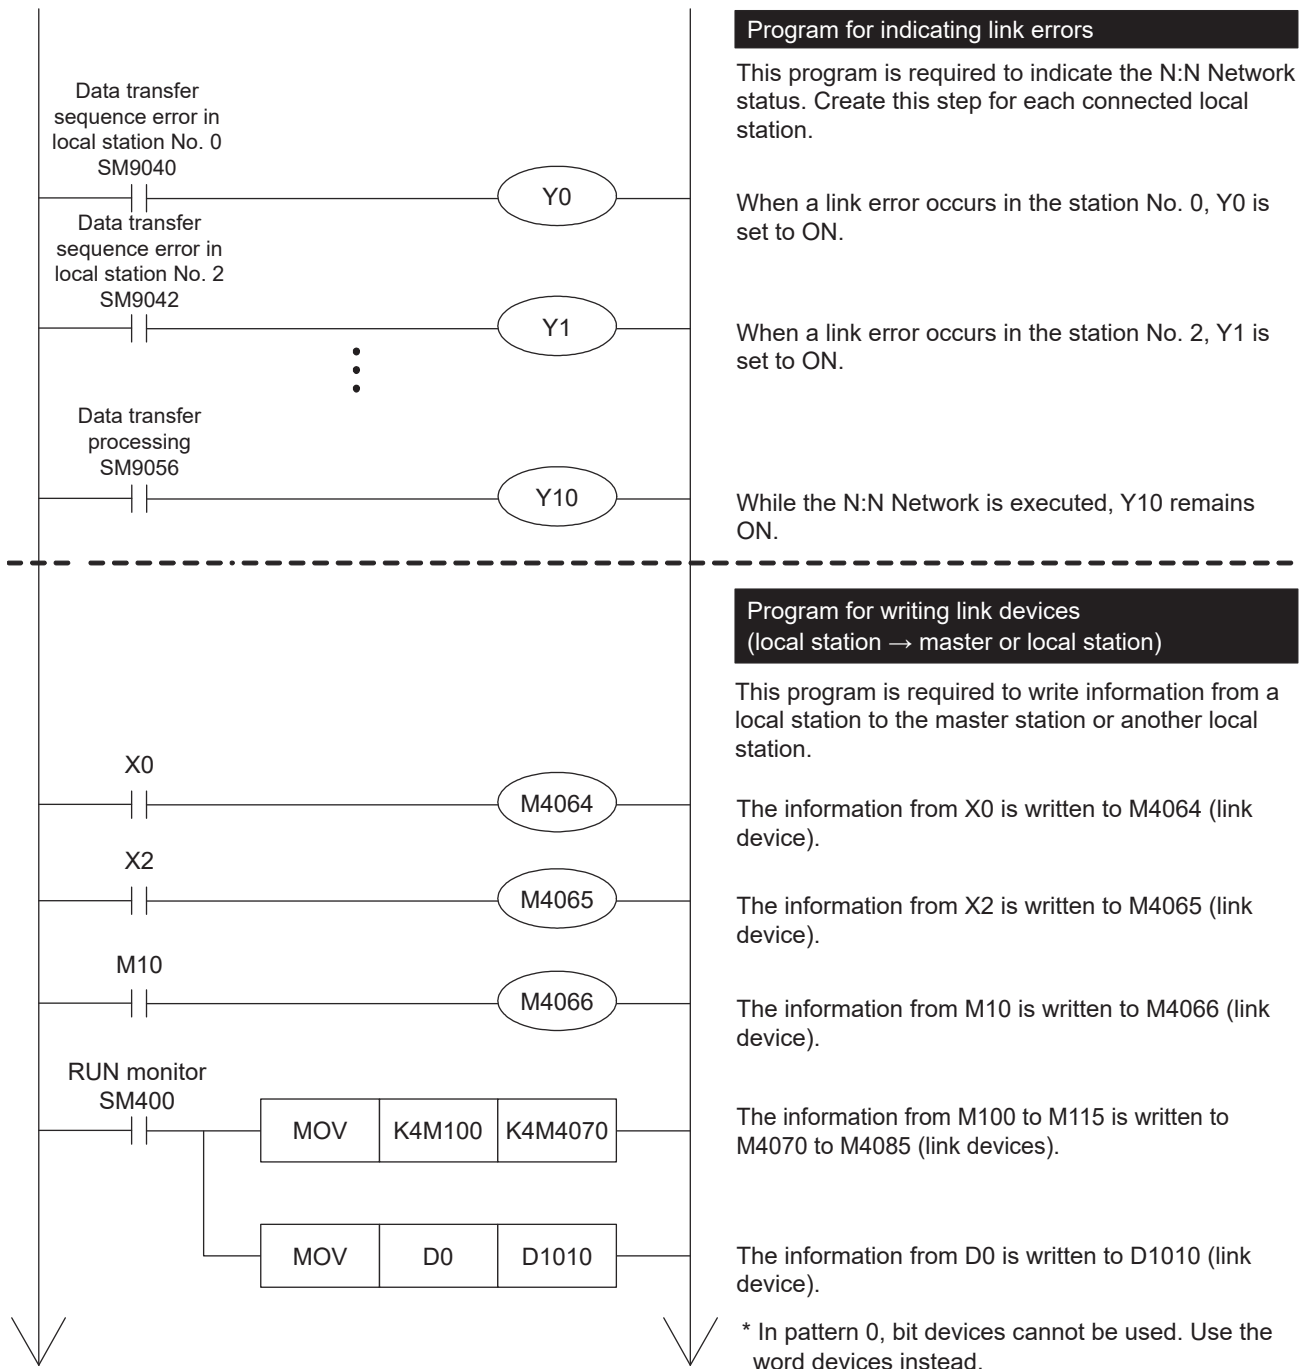 Program for indicating link errors
This program is required to indicate the N:N Network
status. Create this step for each connected local
station.
Data transfer
sequence error in
local station No. 0
SM9040
Y0
When a link error occurs in the station No. 0, Y0 is
set to ON.
Data transfer
sequence error in
local station No. 2
SM9042
Y1
When a link error occurs in the station No. 2, Y1 is
set to ON.
Data transfer
processing
SM9056
Y10
While the N:N Network is executed, Y10 remains
ON.
Program for writing link devices
(local station → master or local station)
This program is required to write information from a
local station to the master station or another local
station.
X0
M4064
The information from X0 is written to M4064 (link
device).
X2
M4065
The information from X2 is written to M4065 (link
device).
M10
M4066
The information from M10 is written to M4066 (link
device).
RUN monitor
SM400
MOV K4M100 K4M4070
The information from M100 to M115 is written to
M4070 to M4085 (link devices).
MOV D0 D1010
The information from D0 is written to D1010 (link
device).
* In pattern 0, bit devices cannot be used. Use the
word devices instead.